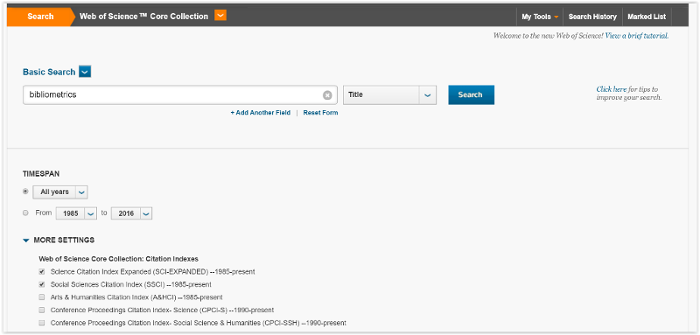 Search Web of Science™ Core Collection My Tools Search History Marked List
Welcome to the new Web of Science! View a brief tutorial.
Basic Search
bibliometrics Title Search
Click here for tips to
improve your search.
+ Add Another Field | Reset Form
TIMESPAN
All years
From 1985 to 2016
MORE SETTINGS
Web of Science Core Collection: Citation Indexes
Science Citation Index Expanded (SCI-EXPANDED) --1985-present
Social Sciences Citation Index (SSCI) --1985-present
Arts & Humanities Citation Index (A&HCI) --1985-present
Conference Proceedings Citation Index- Science (CPCI-S) --1990-present
Conference Proceedings Citation Index- Social Science & Humanities (CPCI-SSH) --1990-present